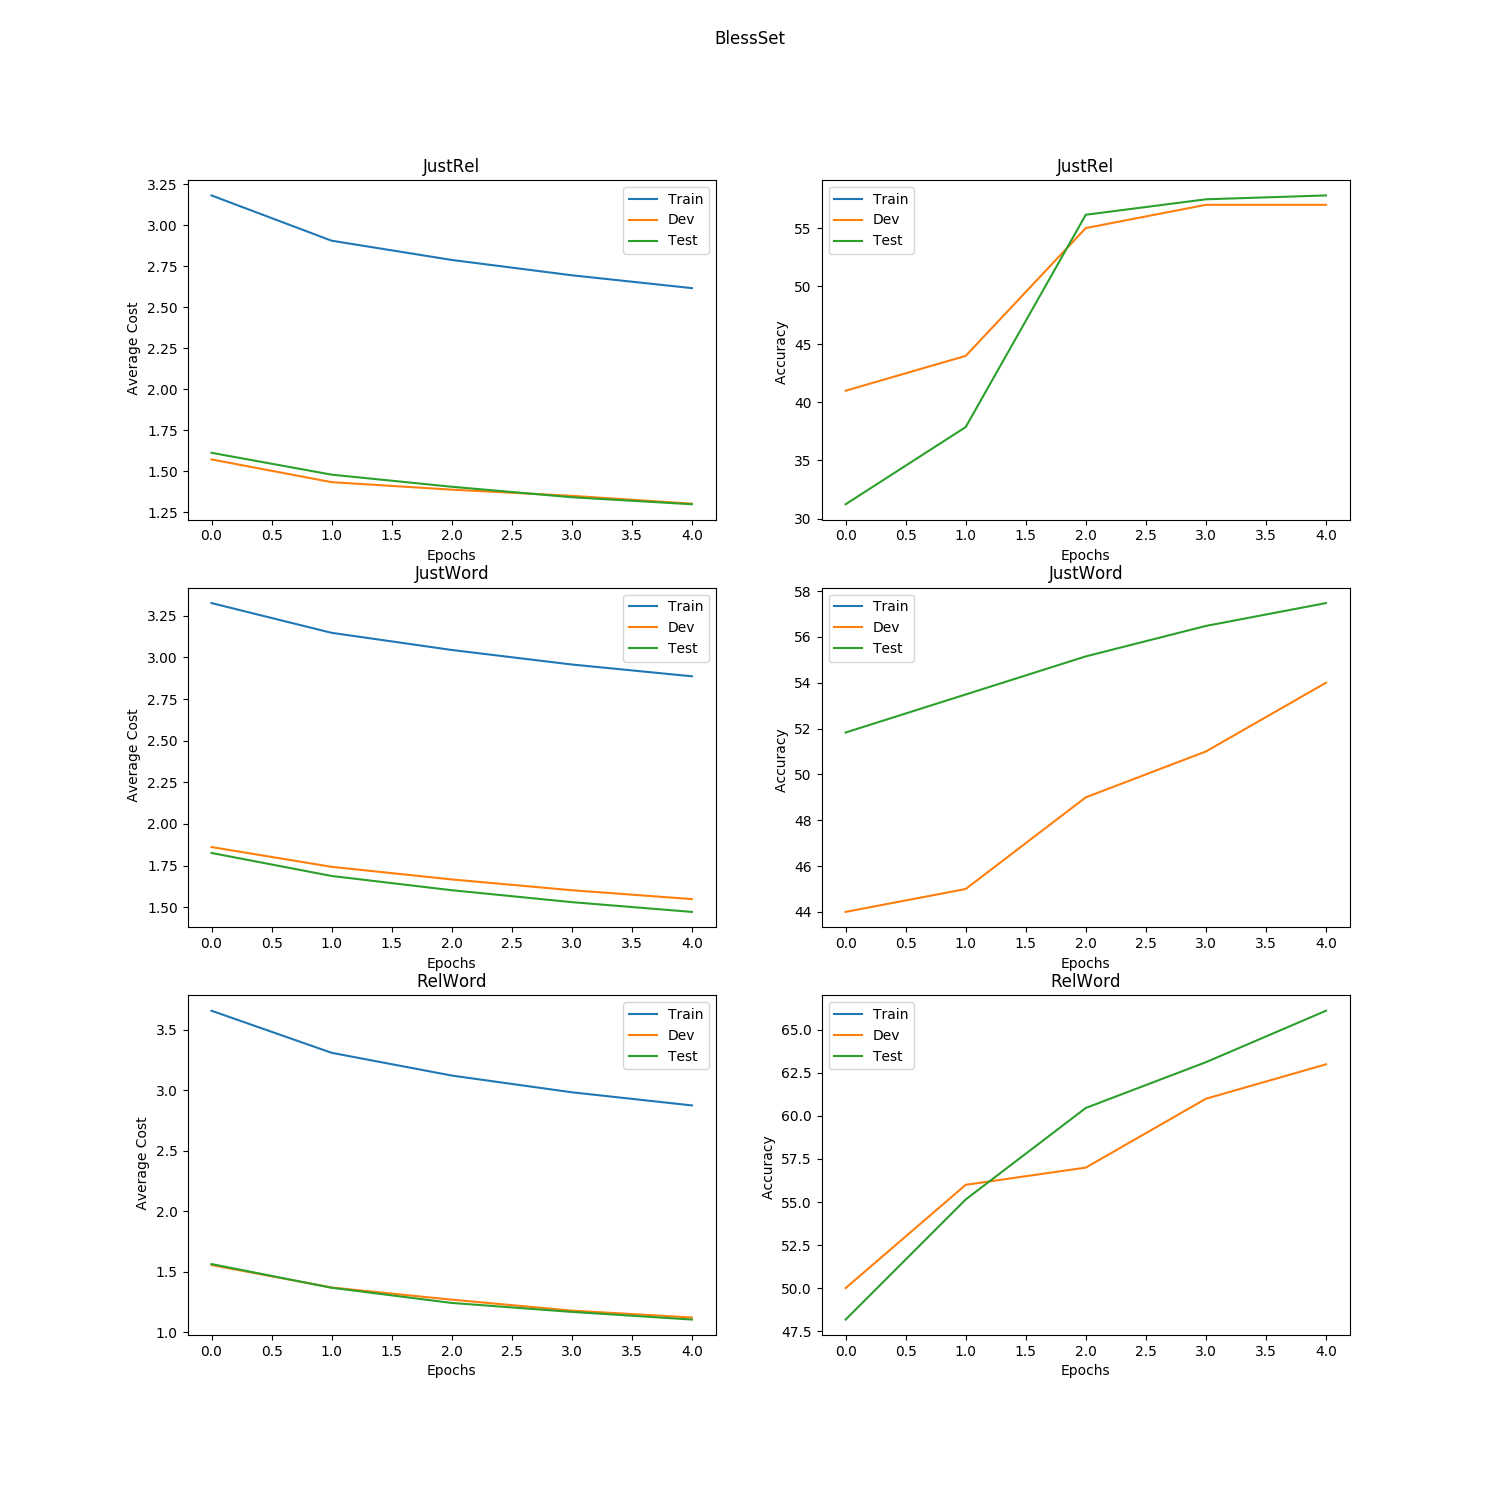 BlessSet
JustRel
3.25
3.00
2.75
2.50
2.25
2.00
1.75
1.50
1.25
Average Cost
Train
Dev
Test
0.0 0.5 1.0 1.5 2.0 2.5 3.0 3.5 4.0
Epochs
JustRel
55
50
45
40
35
30
Accuracy
Train
Dev
Test
0.0 0.5 1.0 1.5 2.0 2.5 3.0 3.5 4.0
Epochs
JustWord
3.25
3.00
2.75
2.50
2.25
2.00
1.75
1.50
Average Cost
Train
Dev
Test
0.0 0.5 1.0 1.5 2.0 2.5 3.0 3.5 4.0
Epochs
JustWord
58
56
54
52
50
48
46
44
Accuracy
Train
Dev
Test
0.0 0.5 1.0 1.5 2.0 2.5 3.0 3.5 4.0
Epochs
RelWord
3.5
3.0
2.5
2.0
1.5
1.0
Average Cost
Train
Dev
Test
0.0 0.5 1.0 1.5 2.0 2.5 3.0 3.5 4.0
Epochs
RelWord
65.0
62.5
60.0
57.5
55.0
52.5
50.0
47.5
Accuracy
Train
Dev
Test
0.0 0.5 1.0 1.5 2.0 2.5 3.0 3.5 4.0
Epochs